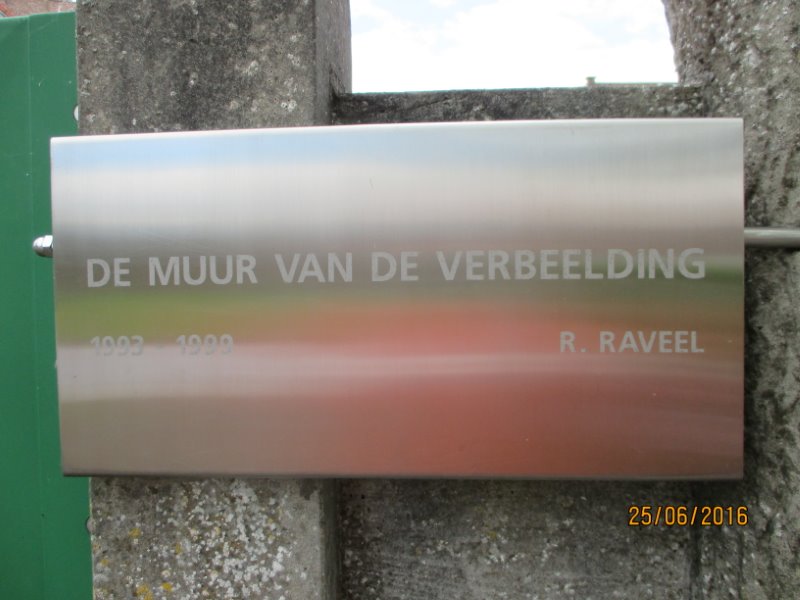 DE MUUR VAN DE VERBEELDING
1993 1999 R. RAVEEL
25/06/2016